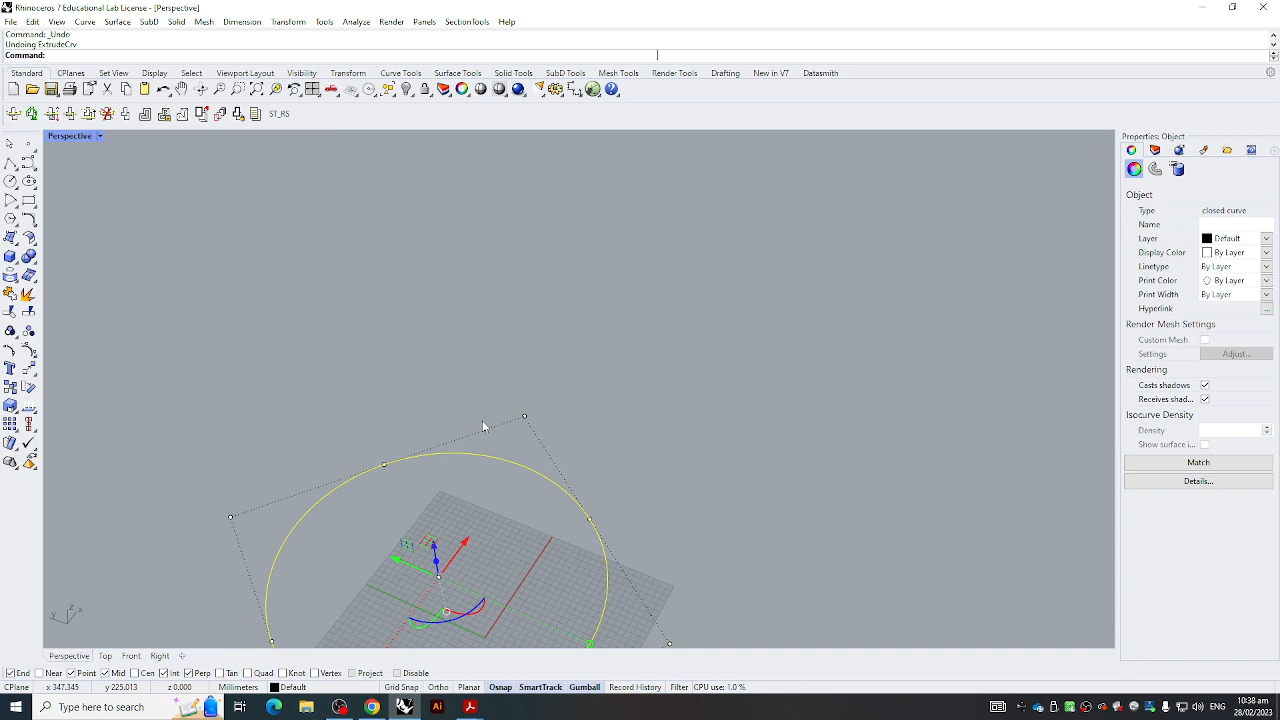 Rhinoceros 7 Educational Lab License - [Perspective]
File Edit View Curve Surface SubD Solid Mesh Dimension Transform Tools Analyze Render Panels SectionTools Help
Command: _Undo
Undoing ExtrudeCrv
Command:
Standard CPlanes Set View Display Select Viewport Layout Visibility Transform Curve Tools Surface Tools Solid Tools SubD Tools Mesh Tools Render Tools Drafting New in V7 Datasmith
ST_RS
Perspective
Properties: Object
Object
Type closed curve
Name
Layer Default
Display Color By Layer
Linetype By Layer
Print Color By Layer
Print Width By Layer
Hyperlink ...
Render Mesh Settings
Custom Mesh
Settings Adjust...
Rendering
Casts shadows
Receives shad...
Isocurve Density
Density
Show surface i...
Match
Details...
z
y x
Perspective Top Front Right
End Near Point Mid Cen Int Perp Tan Quad Knot Vertex Project Disable
CPlane x 347.345 y 225.013 z 0.000 Millimeters Default Grid Snap Ortho Planar Osnap SmartTrack Gumball Record History Filter CPU use: 1.0 %
Type here to search
Ai
ENG
10:38 am
28/02/2023